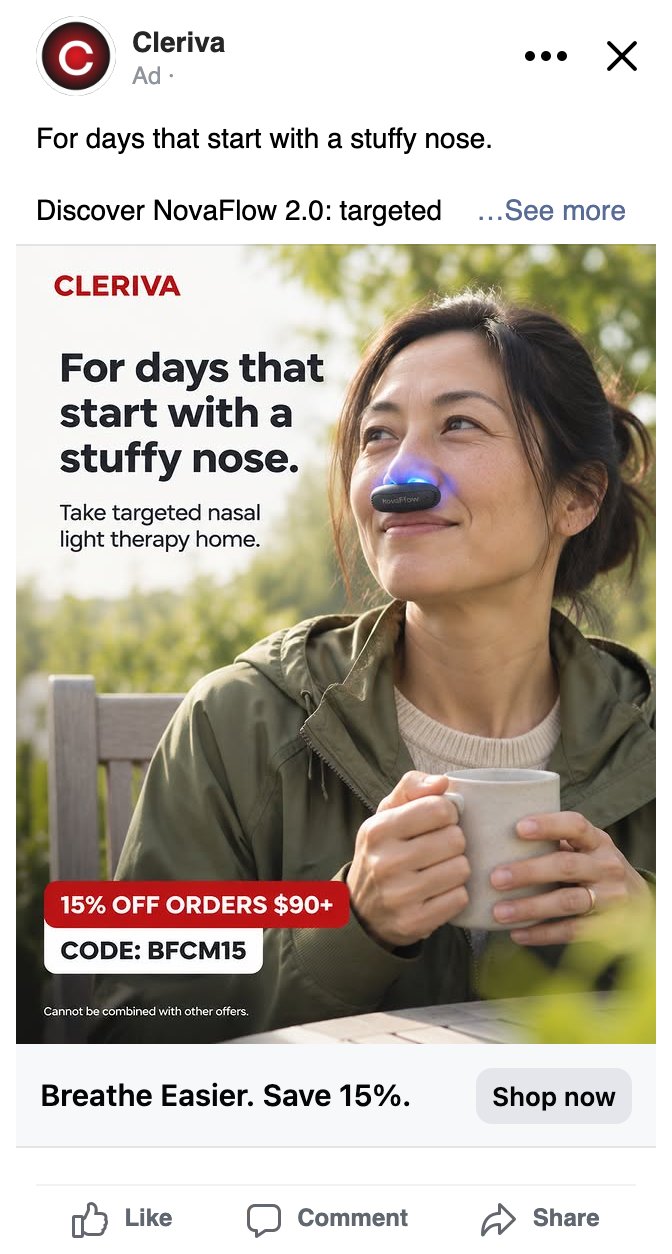 C
Cleriva
Ad ·
For days that start with a stuffy nose.
Discover NovaFlow 2.0: targeted ...See more
CLERIVA
For days that
start with a
stuffy nose.
Take targeted nasal
light therapy home.
NovaFlow
15% OFF ORDERS $90+
CODE: BFCM15
Cannot be combined with other offers.
Breathe Easier. Save 15%.
Shop now
Like
Comment
Share